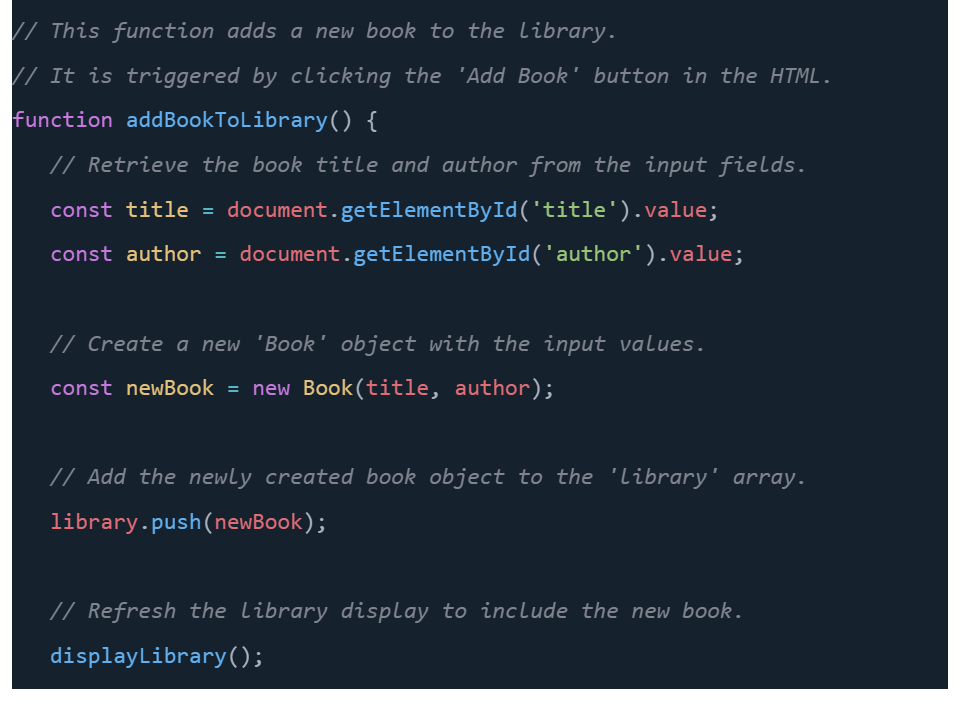 // This function adds a new book to the library.
// It is triggered by clicking the 'Add Book' button in the HTML.
function addBookToLibrary() {
   // Retrieve the book title and author from the input fields.
   const title = document.getElementById('title').value;
   const author = document.getElementById('author').value;
   // Create a new 'Book' object with the input values.
   const newBook = new Book(title, author);
   // Add the newly created book object to the 'library' array.
   library.push(newBook);
   // Refresh the library display to include the new book.
   displayLibrary();